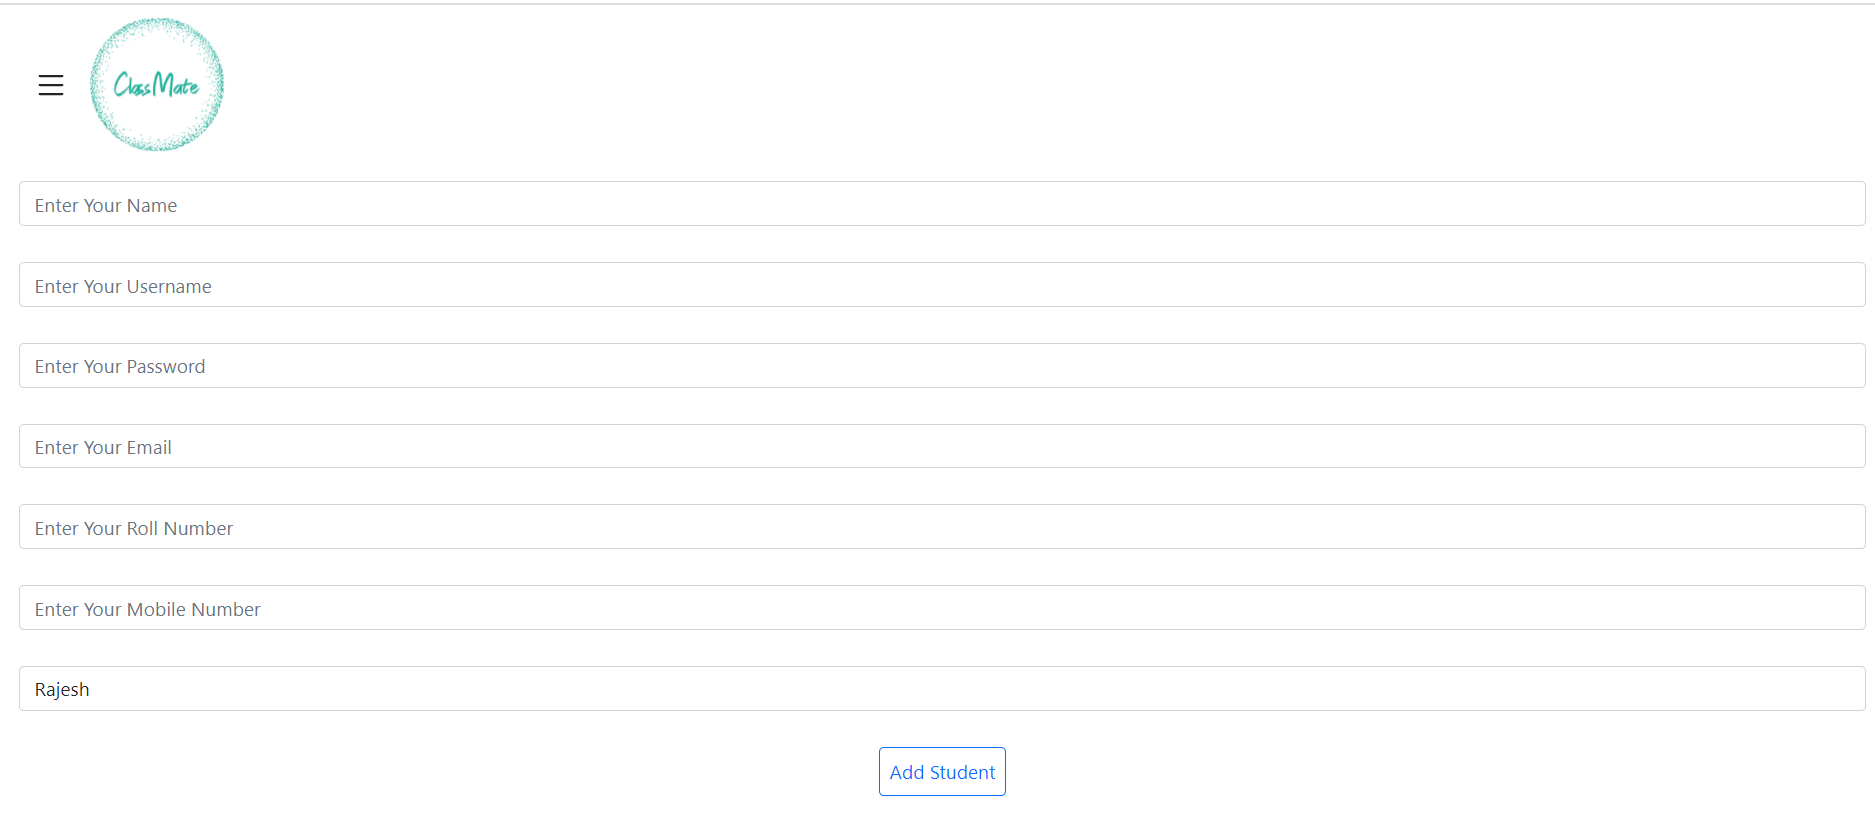 ClassMate
Enter Your Name
Enter Your Username
Enter Your Password
Enter Your Email
Enter Your Roll Number
Enter Your Mobile Number
Rajesh
Add Student